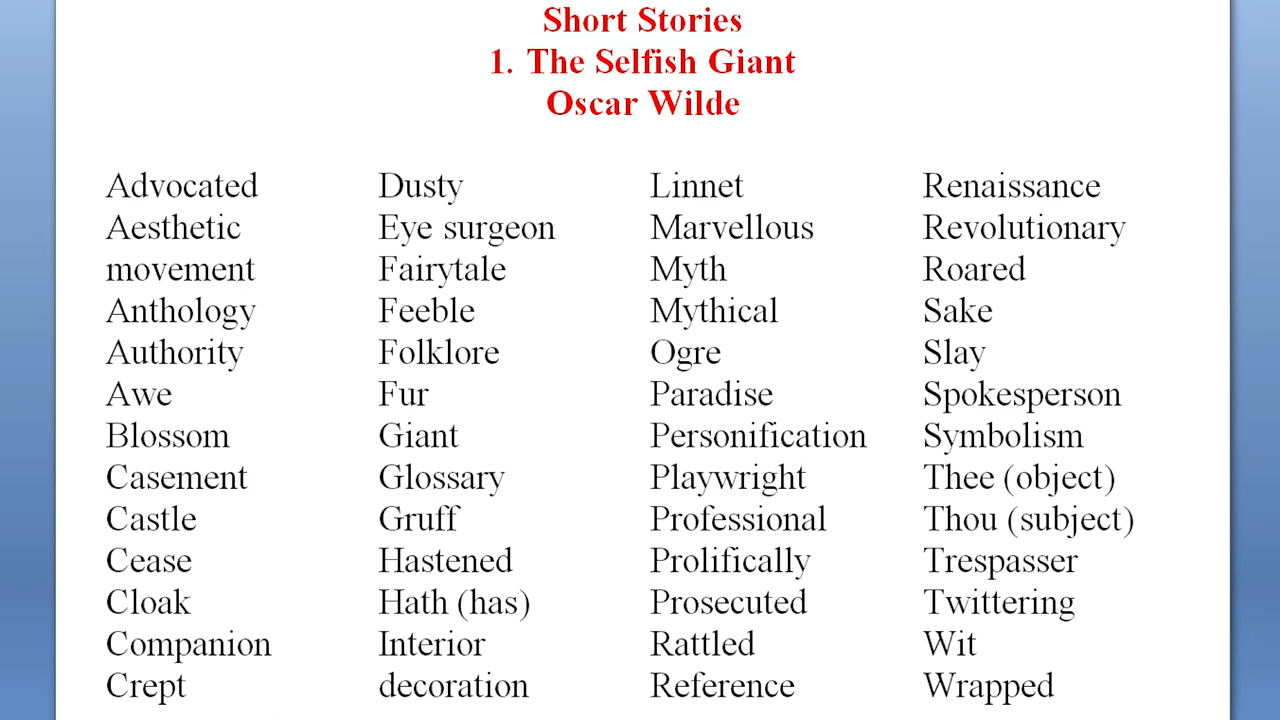 Short Stories
1. The Selfish Giant
Oscar Wilde
Advocated
Aesthetic
movement
Anthology
Authority
Awe
Blossom
Casement
Castle
Cease
Cloak
Companion
Crept
Dusty
Eye surgeon
Fairytale
Feeble
Folklore
Fur
Giant
Glossary
Gruff
Hastened
Hath (has)
Interior
decoration
Linnet
Marvellous
Myth
Mythical
Ogre
Paradise
Personification
Playwright
Professional
Prolifically
Prosecuted
Rattled
Reference
Renaissance
Revolutionary
Roared
Sake
Slay
Spokesperson
Symbolism
Thee (object)
Thou (subject)
Trespasser
Twittering
Wit
Wrapped